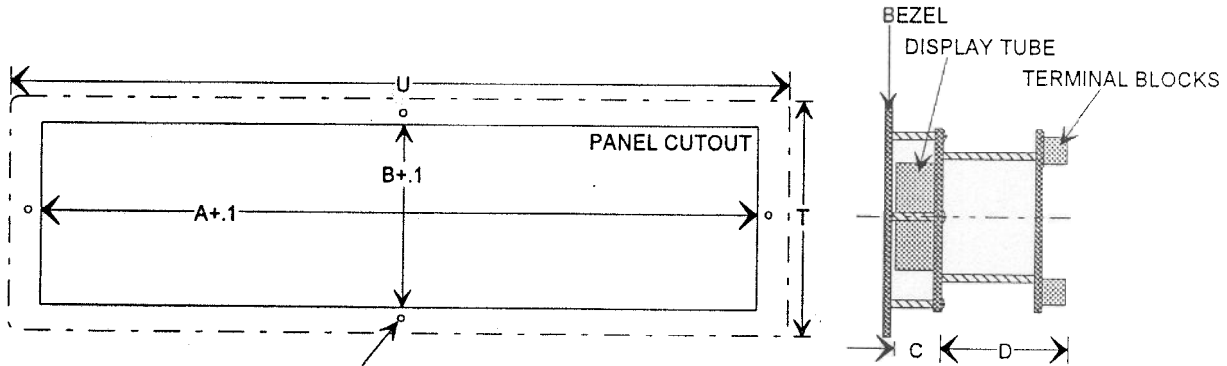 BEZEL
DISPLAY TUBE
TERMINAL BLOCKS
U
PANEL CUTOUT
B+.1
A+.1
T
C
D